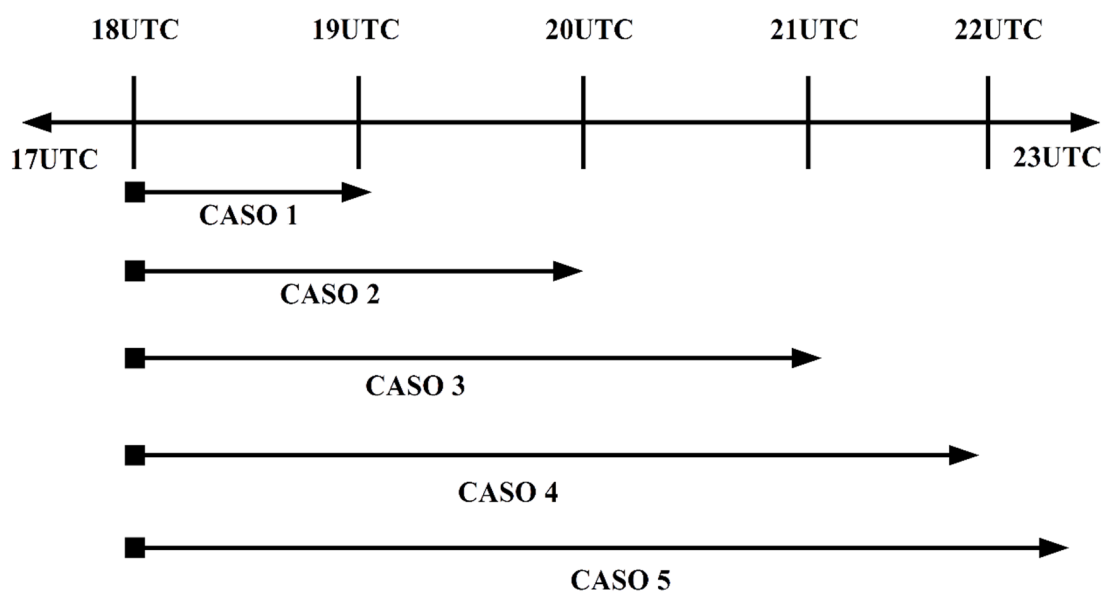 18UTC 19UTC 20UTC 21UTC 22UTC
17UTC 23UTC
CASO 1
CASO 2
CASO 3
CASO 4
CASO 5